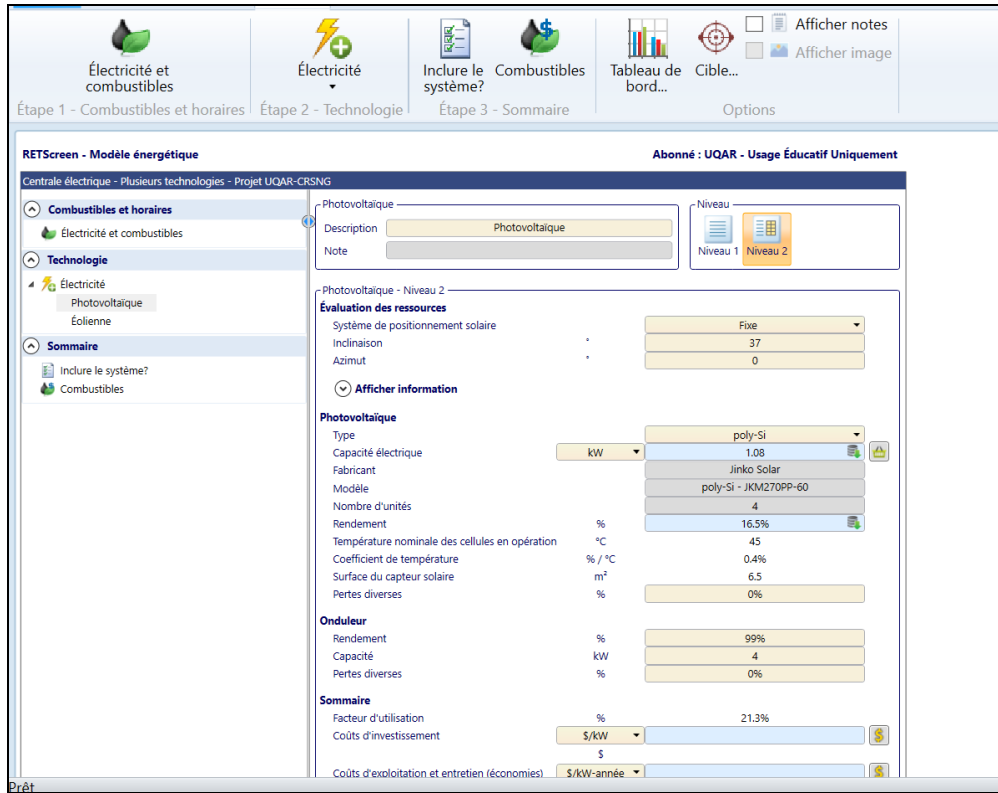 Électricité et
combustibles
Électricité
Inclure le
système?
Combustibles
Tableau de
bord...
Cible...
Afficher notes
Afficher image
Étape 1 - Combustibles et horaires
Étape 2 - Technologie
Étape 3 - Sommaire
Options
RETScreen - Modèle énergétique
Abonné : UQAR - Usage Éducatif Uniquement
Centrale électrique - Plusieurs technologies - Projet UQAR-CRSNG
Combustibles et horaires
Électricité et combustibles
Technologie
Électricité
Photovoltaïque
Éolienne
Sommaire
Inclure le système?
Combustibles
Photovoltaïque
Description Photovoltaïque
Note
Niveau
Niveau 1 Niveau 2
Photovoltaïque - Niveau 2
Évaluation des ressources
Système de positionnement solaire Fixe
Inclinaison ° 37
Azimut ° 0
Afficher information
Photovoltaïque
Type poly-Si
Capacité électrique kW 1.08
Fabricant Jinko Solar
Modèle poly-Si - JKM270PP-60
Nombre d'unités 4
Rendement % 16.5%
Température nominale des cellules en opération °C 45
Coefficient de température % / °C 0.4%
Surface du capteur solaire m² 6.5
Pertes diverses % 0%
Onduleur
Rendement % 99%
Capacité kW 4
Pertes diverses % 0%
Sommaire
Facteur d'utilisation % 21.3%
Coûts d'investissement $/kW
$
Coûts d'exploitation et entretien (économies) $/kW-année
Prêt